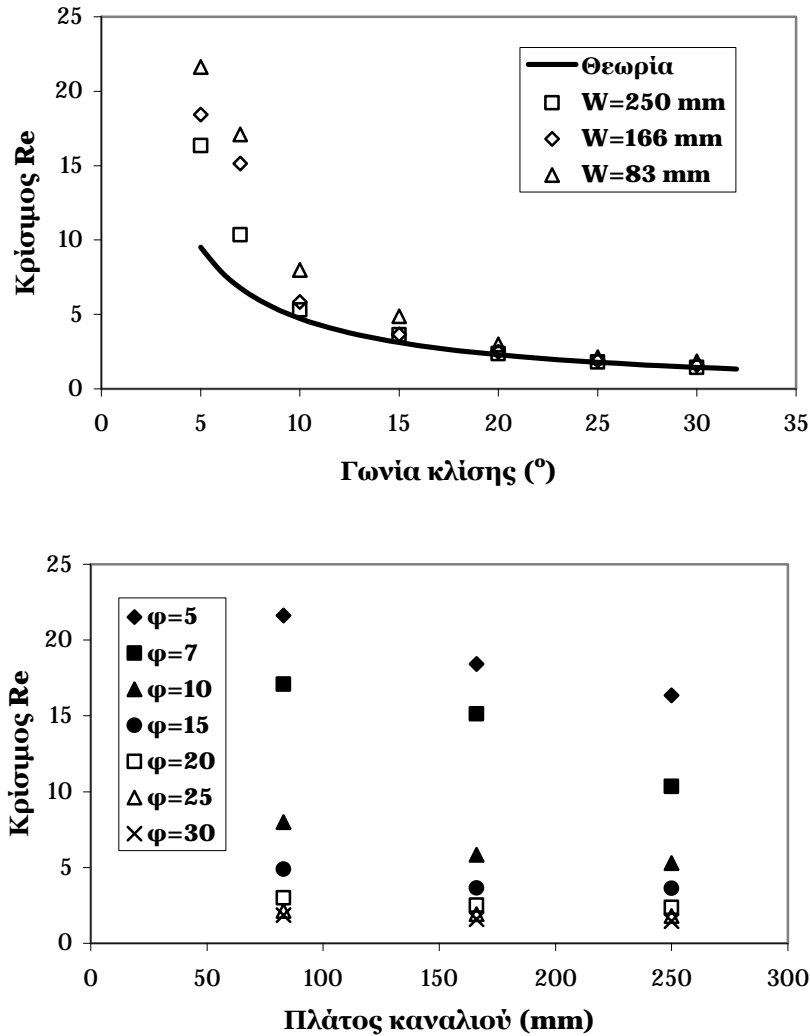 25
20
15
10
5
0
Κρίσιμος Re
Θεωρία
W=250 mm
W=166 mm
W=83 mm
0 5 10 15 20 25 30 35
Γωνία κλίσης (⁰)
25
20
15
10
5
0
Κρίσιμος Re
φ=5
φ=7
φ=10
φ=15
φ=20
φ=25
φ=30
0 50 100 150 200 250 300
Πλάτος καναλιού (mm)